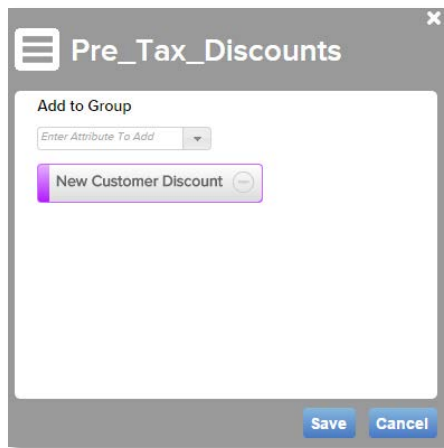 Pre_Tax_Discounts
Add to Group
Enter Attribute To Add
New Customer Discount
Save Cancel